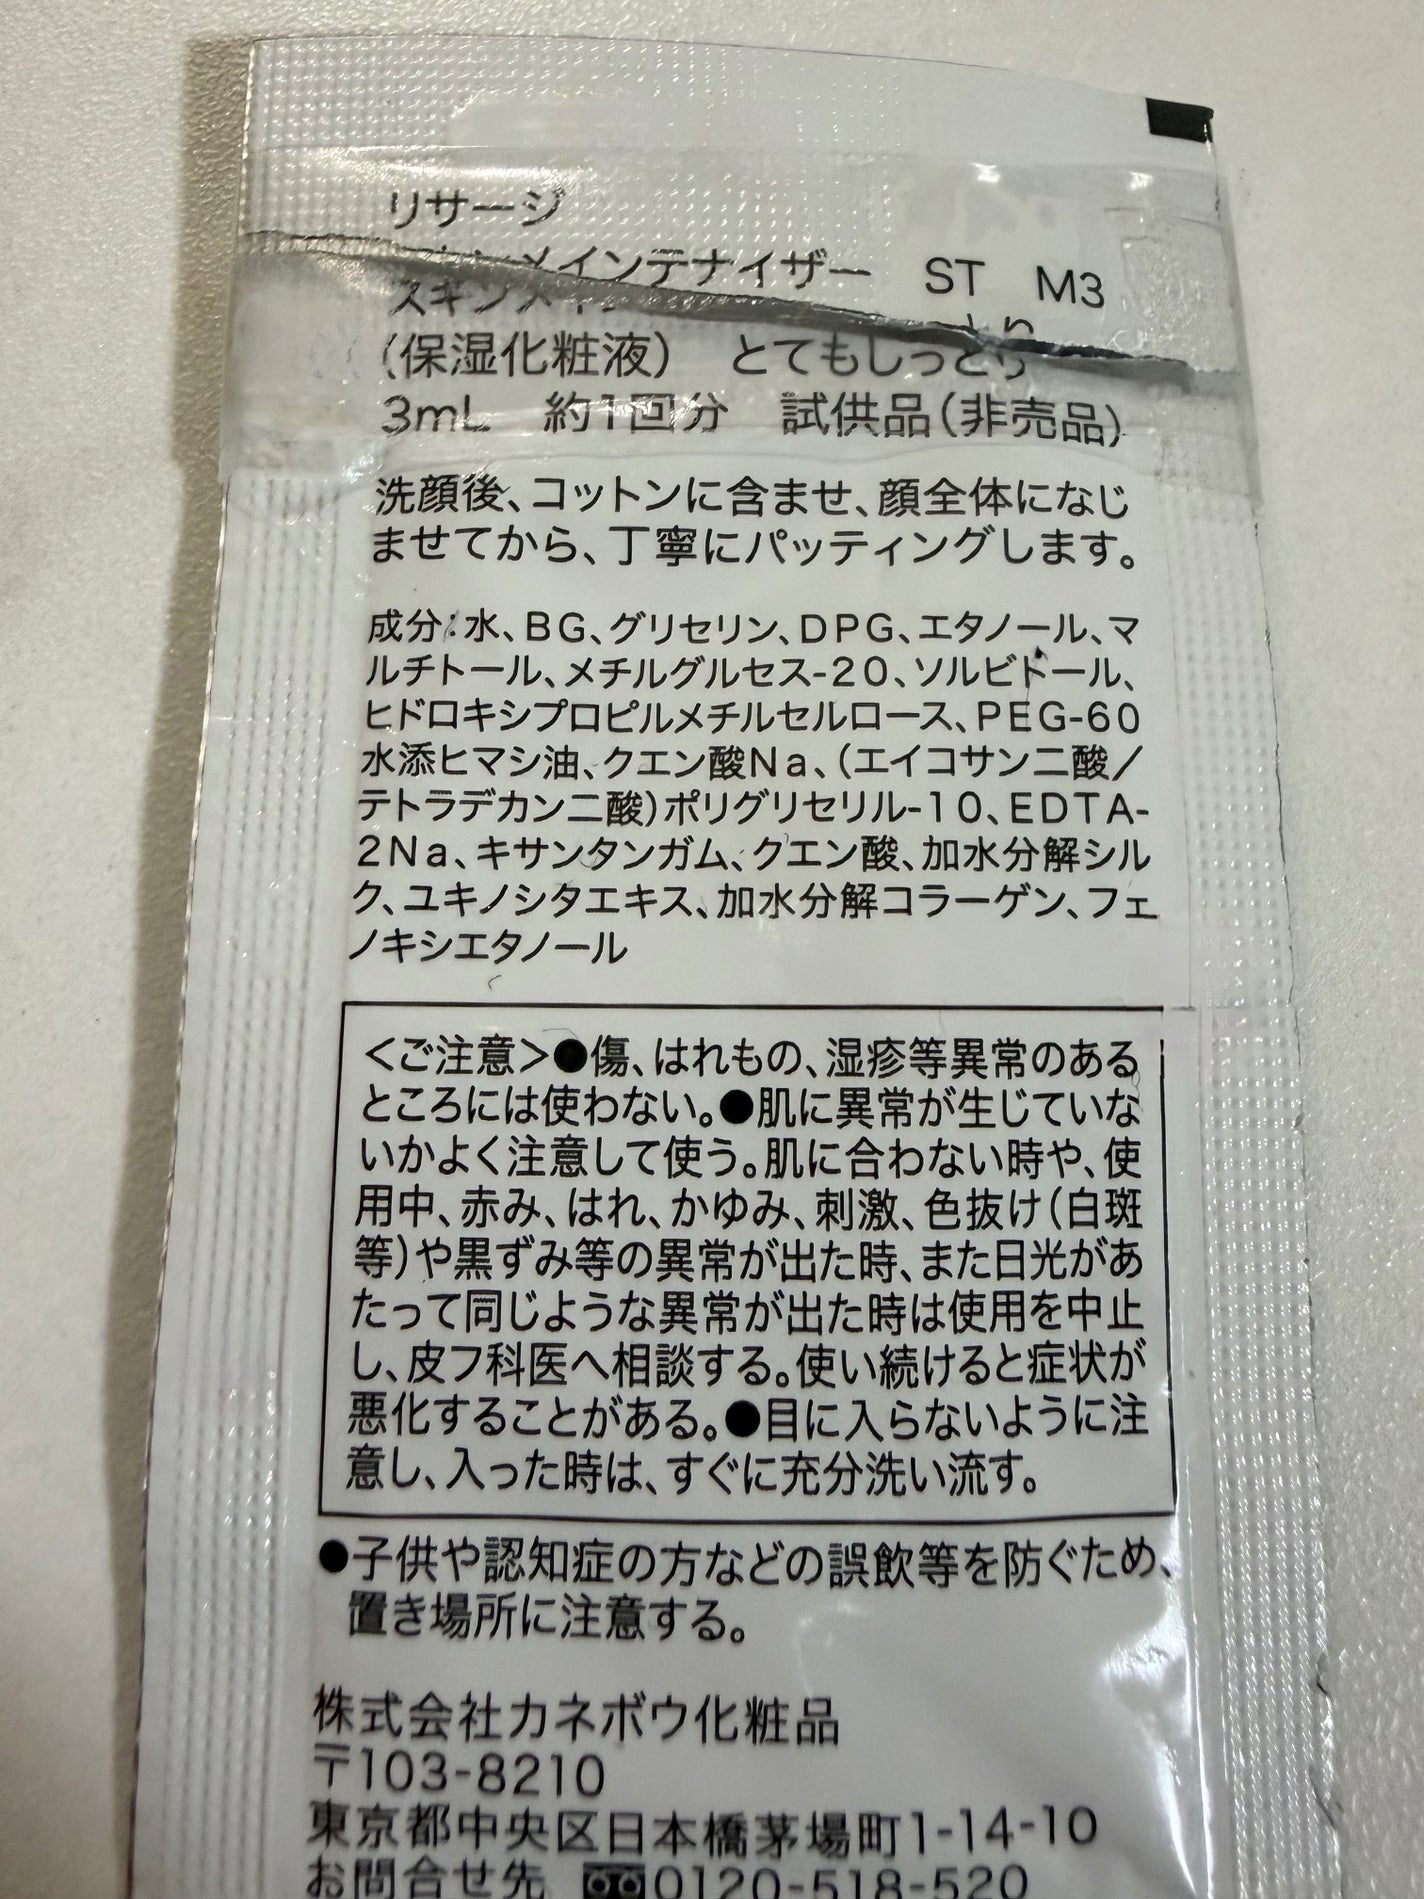 リサージ
スキンメインテナイザー　ST　M3
(保湿化粧液)　とてもしっとり
3mL　約1回分　試供品(非売品)
洗顔後、コットンに含ませ、顔全体になじ
ませてから、丁寧にパッティングします。
成分:水、BG、グリセリン、DPG、エタノール、マ
ルチトール、メチルグルセス-20、ソルビトール、
ヒドロキシプロピルメチルセルロース、PEG-60
水添ヒマシ油、クエン酸Na、(エイコサン二酸/
テトラデカン二酸)ポリグリセリル-10、EDTA-
2Na、キサンタンガム、クエン酸、加水分解シル
ク、ユキノシタエキス、加水分解コラーゲン、フェ
ノキシエタノール
<ご注意>●傷、はれもの、湿疹等異常のある
ところには使わない。●肌に異常が生じていな
いかよく注意して使う。肌に合わない時や、使
用中、赤み、はれ、かゆみ、刺激、色抜け(白斑
等)や黒ずみ等の異常が出た時、また日光があ
たって同じような異常が出た時は使用を中止
し、皮フ科医へ相談する。使い続けると症状が
悪化することがある。●目に入らないように注
意し、入った時は、すぐに充分洗い流す。
●子供や認知症の方などの誤飲等を防ぐため、
置き場所に注意する。
株式会社カネボウ化粧品
〒103-8210
東京都中央区日本橋茅場町1-14-10
お問合せ先　0120-518-520